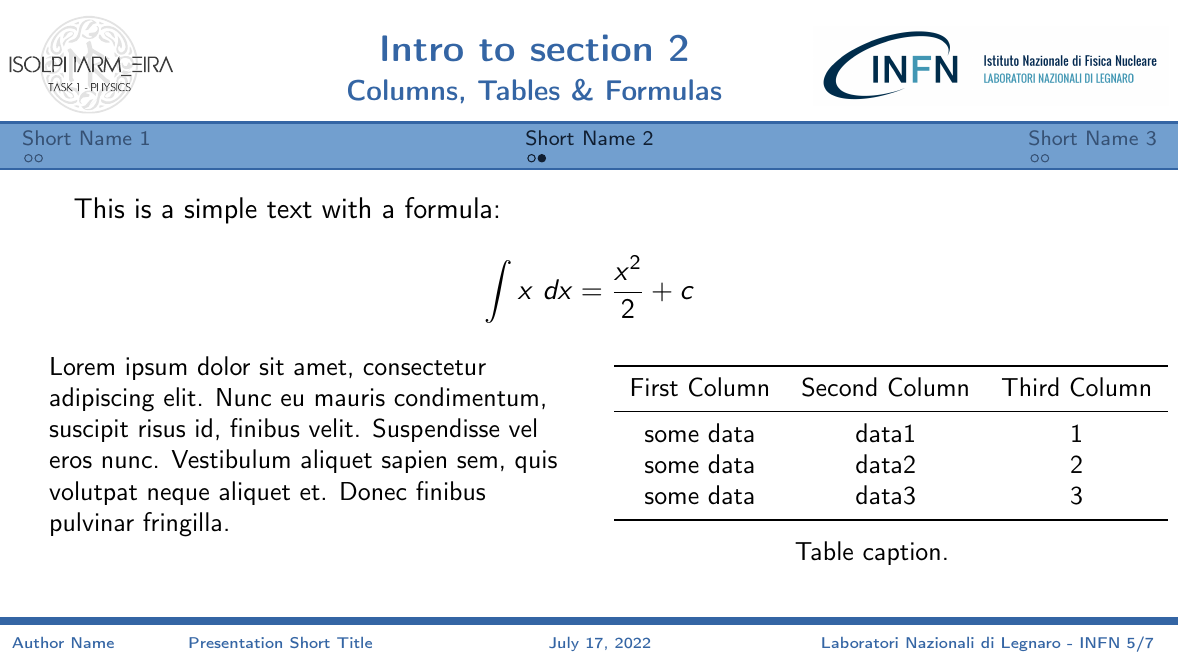 ISOLPHARM_EIRA
TASK 1 - PHYSICS
Intro to section 2
Columns, Tables & Formulas
INFN
Istituto Nazionale di Fisica Nucleare
LABORATORI NAZIONALI DI LEGNARO
Short Name 1
Short Name 2
Short Name 3
This is a simple text with a formula:
∫ x dx = x²/2 + c
Lorem ipsum dolor sit amet, consectetur
adipiscing elit. Nunc eu mauris condimentum,
suscipit risus id, finibus velit. Suspendisse vel
eros nunc. Vestibulum aliquet sapien sem, quis
volutpat neque aliquet et. Donec finibus
pulvinar fringilla.
First Column Second Column Third Column
some data data1 1
some data data2 2
some data data3 3
Table caption.
Author Name Presentation Short Title July 17, 2022 Laboratori Nazionali di Legnaro - INFN 5/7